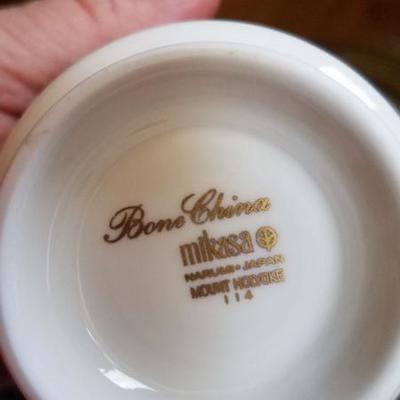 Bone China
mikasa
NARUMI • JAPAN
MOUNT HOLYOKE
114